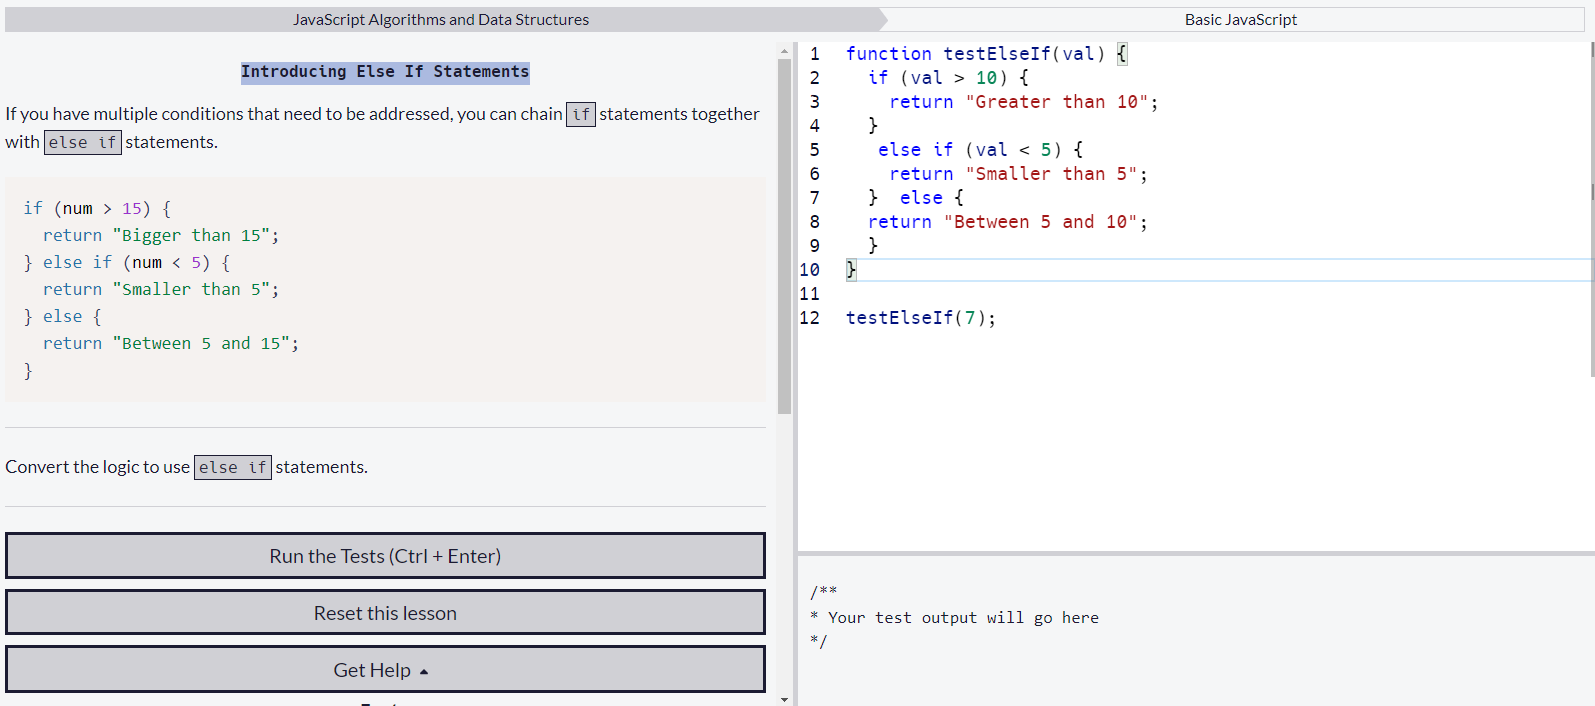 JavaScript Algorithms and Data Structures
Basic JavaScript
Introducing Else If Statements
If you have multiple conditions that need to be addressed, you can chain if statements together
with else if statements.
if (num > 15) {
  return "Bigger than 15";
} else if (num < 5) {
  return "Smaller than 5";
} else {
  return "Between 5 and 15";
}
Convert the logic to use else if statements.
Run the Tests (Ctrl + Enter)
Reset this lesson
Get Help
1 function testElseIf(val) {
2   if (val > 10) {
3     return "Greater than 10";
4   }
5    else if (val < 5) {
6     return "Smaller than 5";
7   }  else {
8   return "Between 5 and 10";
9   }
10 }
11
12 testElseIf(7);
/**
* Your test output will go here
*/